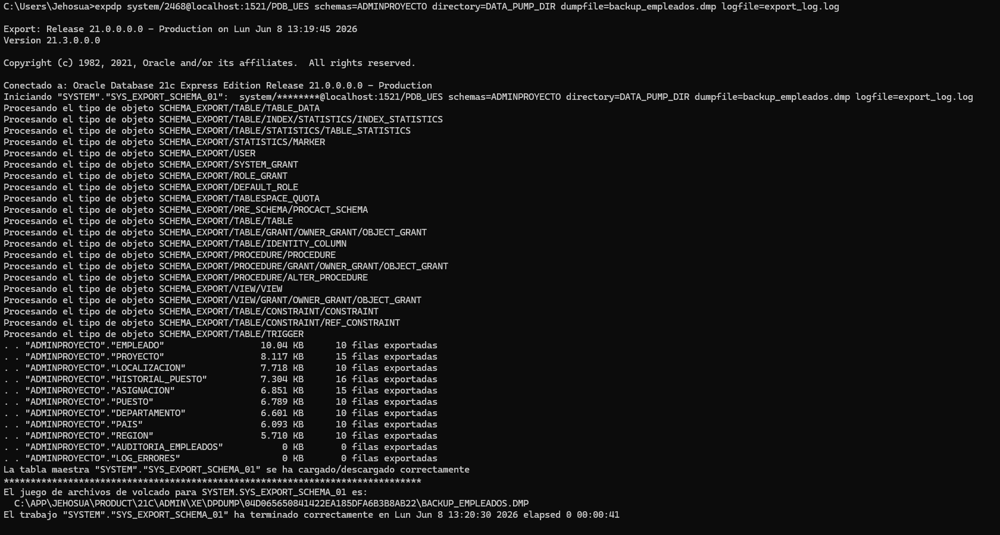 C:\Users\Jehosua>expdp system/2468@localhost:1521/PDB_UES schemas=ADMINPROYECTO directory=DATA_PUMP_DIR dumpfile=backup_empleados.dmp logfile=export_log.log
Export: Release 21.0.0.0.0 - Production on Lun Jun 8 13:19:45 2026
Version 21.3.0.0.0
Copyright (c) 1982, 2021, Oracle and/or its affiliates.  All rights reserved.
Conectado a: Oracle Database 21c Express Edition Release 21.0.0.0.0 - Production
Iniciando "SYSTEM"."SYS_EXPORT_SCHEMA_01":  system/********@localhost:1521/PDB_UES schemas=ADMINPROYECTO directory=DATA_PUMP_DIR dumpfile=backup_empleados.dmp logfile=export_log.log
Procesando el tipo de objeto SCHEMA_EXPORT/TABLE/TABLE_DATA
Procesando el tipo de objeto SCHEMA_EXPORT/TABLE/INDEX/STATISTICS/INDEX_STATISTICS
Procesando el tipo de objeto SCHEMA_EXPORT/TABLE/STATISTICS/TABLE_STATISTICS
Procesando el tipo de objeto SCHEMA_EXPORT/STATISTICS/MARKER
Procesando el tipo de objeto SCHEMA_EXPORT/USER
Procesando el tipo de objeto SCHEMA_EXPORT/SYSTEM_GRANT
Procesando el tipo de objeto SCHEMA_EXPORT/ROLE_GRANT
Procesando el tipo de objeto SCHEMA_EXPORT/DEFAULT_ROLE
Procesando el tipo de objeto SCHEMA_EXPORT/TABLESPACE_QUOTA
Procesando el tipo de objeto SCHEMA_EXPORT/PRE_SCHEMA/PROCACT_SCHEMA
Procesando el tipo de objeto SCHEMA_EXPORT/TABLE/TABLE
Procesando el tipo de objeto SCHEMA_EXPORT/TABLE/GRANT/OWNER_GRANT/OBJECT_GRANT
Procesando el tipo de objeto SCHEMA_EXPORT/TABLE/IDENTITY_COLUMN
Procesando el tipo de objeto SCHEMA_EXPORT/PROCEDURE/PROCEDURE
Procesando el tipo de objeto SCHEMA_EXPORT/PROCEDURE/GRANT/OWNER_GRANT/OBJECT_GRANT
Procesando el tipo de objeto SCHEMA_EXPORT/PROCEDURE/ALTER_PROCEDURE
Procesando el tipo de objeto SCHEMA_EXPORT/VIEW/VIEW
Procesando el tipo de objeto SCHEMA_EXPORT/VIEW/GRANT/OWNER_GRANT/OBJECT_GRANT
Procesando el tipo de objeto SCHEMA_EXPORT/TABLE/CONSTRAINT/CONSTRAINT
Procesando el tipo de objeto SCHEMA_EXPORT/TABLE/CONSTRAINT/REF_CONSTRAINT
Procesando el tipo de objeto SCHEMA_EXPORT/TABLE/TRIGGER
. . "ADMINPROYECTO"."EMPLEADO"                  10.04 KB      10 filas exportadas
. . "ADMINPROYECTO"."PROYECTO"                  8.117 KB      15 filas exportadas
. . "ADMINPROYECTO"."LOCALIZACION"              7.718 KB      10 filas exportadas
. . "ADMINPROYECTO"."HISTORIAL_PUESTO"          7.304 KB      16 filas exportadas
. . "ADMINPROYECTO"."ASIGNACION"                6.851 KB      15 filas exportadas
. . "ADMINPROYECTO"."PUESTO"                    6.789 KB      10 filas exportadas
. . "ADMINPROYECTO"."DEPARTAMENTO"              6.601 KB      10 filas exportadas
. . "ADMINPROYECTO"."PAIS"                      6.093 KB      10 filas exportadas
. . "ADMINPROYECTO"."REGION"                    5.710 KB      10 filas exportadas
. . "ADMINPROYECTO"."AUDITORIA_EMPLEADOS"           0 KB       0 filas exportadas
. . "ADMINPROYECTO"."LOG_ERRORES"                   0 KB       0 filas exportadas
La tabla maestra "SYSTEM"."SYS_EXPORT_SCHEMA_01" se ha cargado/descargado correctamente
******************************************************************************
El juego de archivos de volcado para SYSTEM.SYS_EXPORT_SCHEMA_01 es:
  C:\APP\JEHOSUA\PRODUCT\21C\ADMIN\XE\DPDUMP\04D065650841422EA185DFA6B3B8AB22\BACKUP_EMPLEADOS.DMP
El trabajo "SYSTEM"."SYS_EXPORT_SCHEMA_01" ha terminado correctamente en Lun Jun 8 13:20:30 2026 elapsed 0 00:00:41